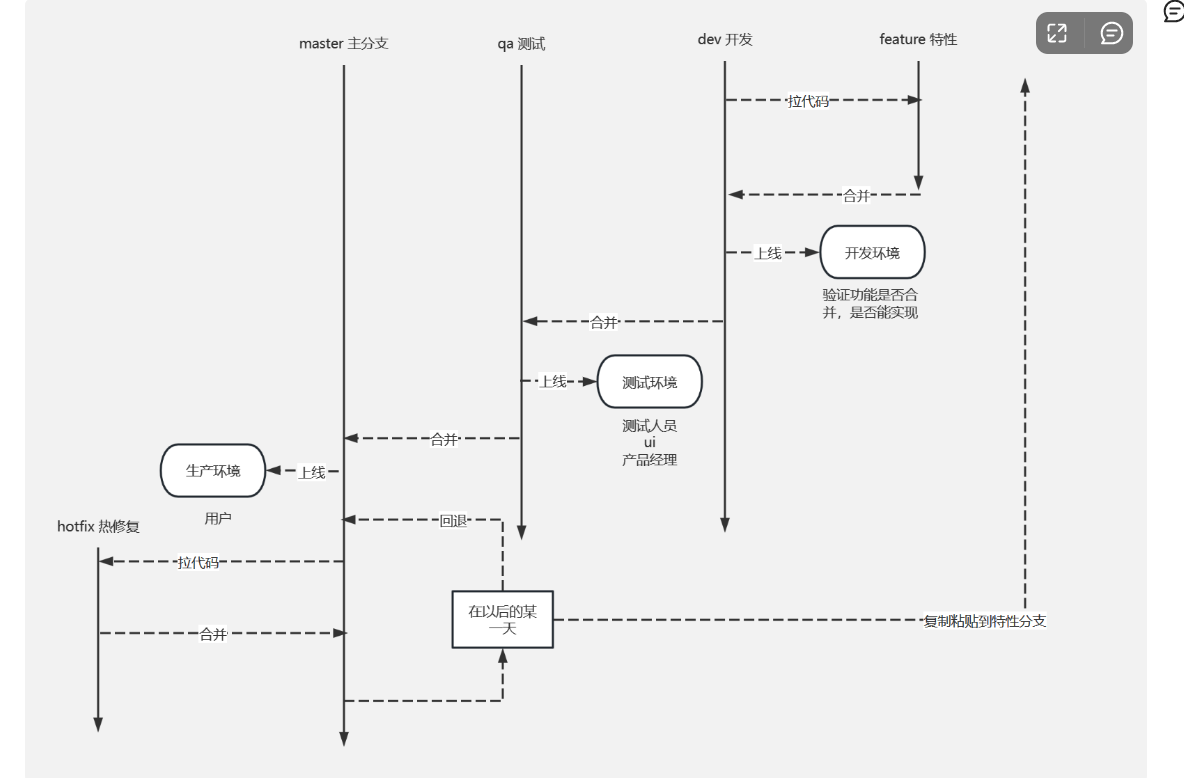 master 主分支
qa 测试
dev 开发
feature 特性
拉代码
合并
上线
开发环境
验证功能是否合
并，是否能实现
合并
上线
测试环境
测试人员
ui
产品经理
合并
上线
生产环境
用户
hotfix 热修复
回退
拉代码
在以后的某
一天
复制粘贴到特性分支
合并